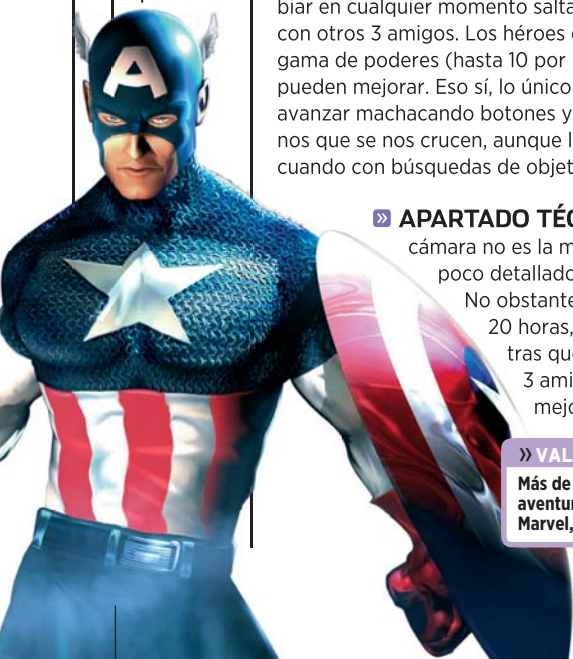 biar en cualquier momento salta
con otros 3 amigos. Los héroes
gama de poderes (hasta 10 por
pueden mejorar. Eso sí, lo único
avanzar machacando botones y
nos que se nos crucen, aunque
cuando con búsquedas de objet
» APARTADO TÉC
cámara no es la m
poco detallado
No obstante
20 horas,
tras que
3 ami
mejo
» VAL
Más de
aventur
Marvel,
A